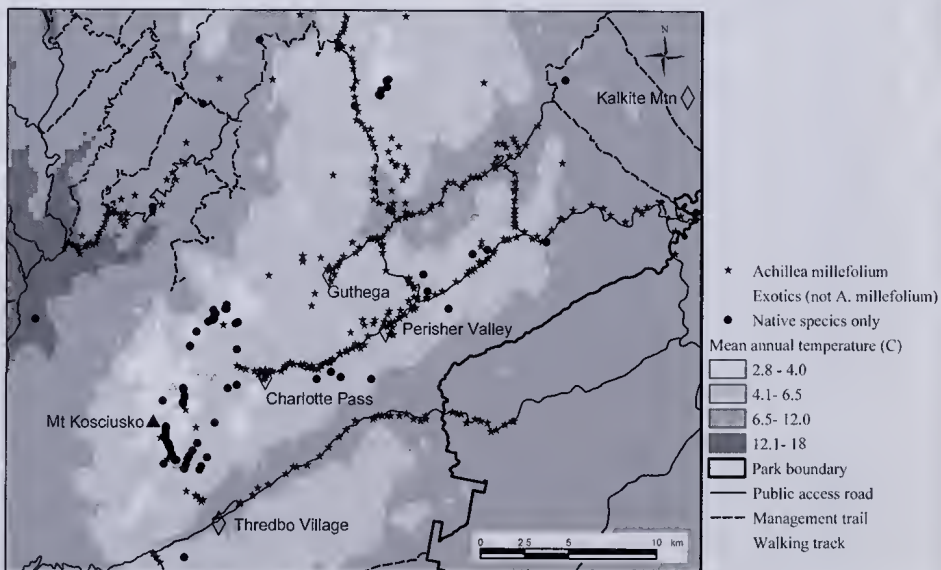 N
Kalkite Mtn
Guthega
Perisher Valley
Charlotte Pass
Mt Kosciusko
Thredbo Village
0 2.5 5 10 km
Achillea millefolium
Exotics (not A. millefolium)
Native species only
Mean annual temperature (C)
2.8 - 4.0
4.1- 6.5
6.5- 12.0
12.1- 18
Park boundary
Public access road
Management trail
Walking track